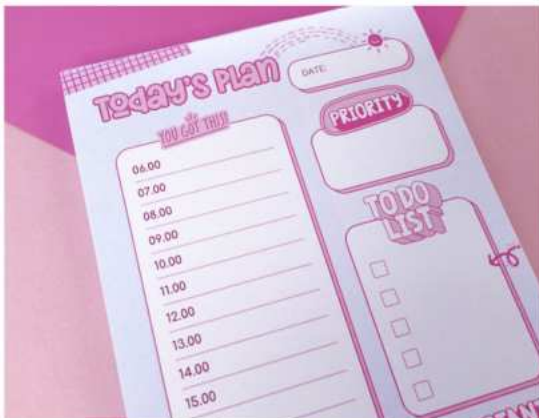 Today's Plan
DATE:
YOU GOT THIS!
PRIORITY
06.00
07.00
08.00
09.00
10.00
11.00
12.00
13.00
14.00
15.00
TO DO
LIST